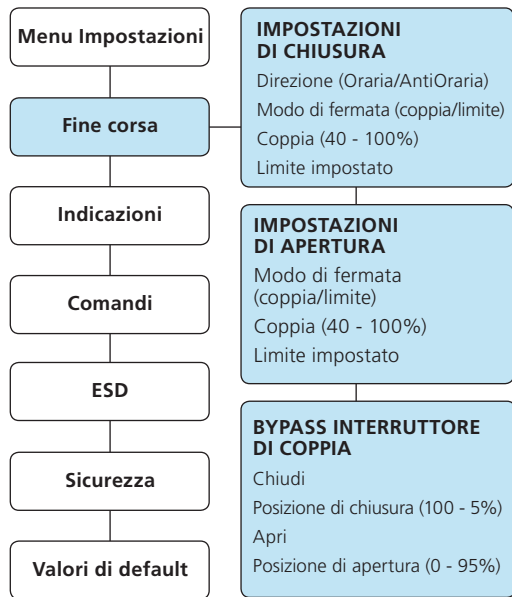 Menu Impostazioni
Fine corsa
Indicazioni
Comandi
ESD
Sicurezza
Valori di default
IMPOSTAZIONI
DI CHIUSURA
Direzione (Oraria/AntiOraria)
Modo di fermata (coppia/limite)
Coppia (40 - 100%)
Limite impostato
IMPOSTAZIONI
DI APERTURA
Modo di fermata
(coppia/limite)
Coppia (40 - 100%)
Limite impostato
BYPASS INTERRUTTORE
DI COPPIA
Chiudi
Posizione di chiusura (100 - 5%)
Apri
Posizione di apertura (0 - 95%)